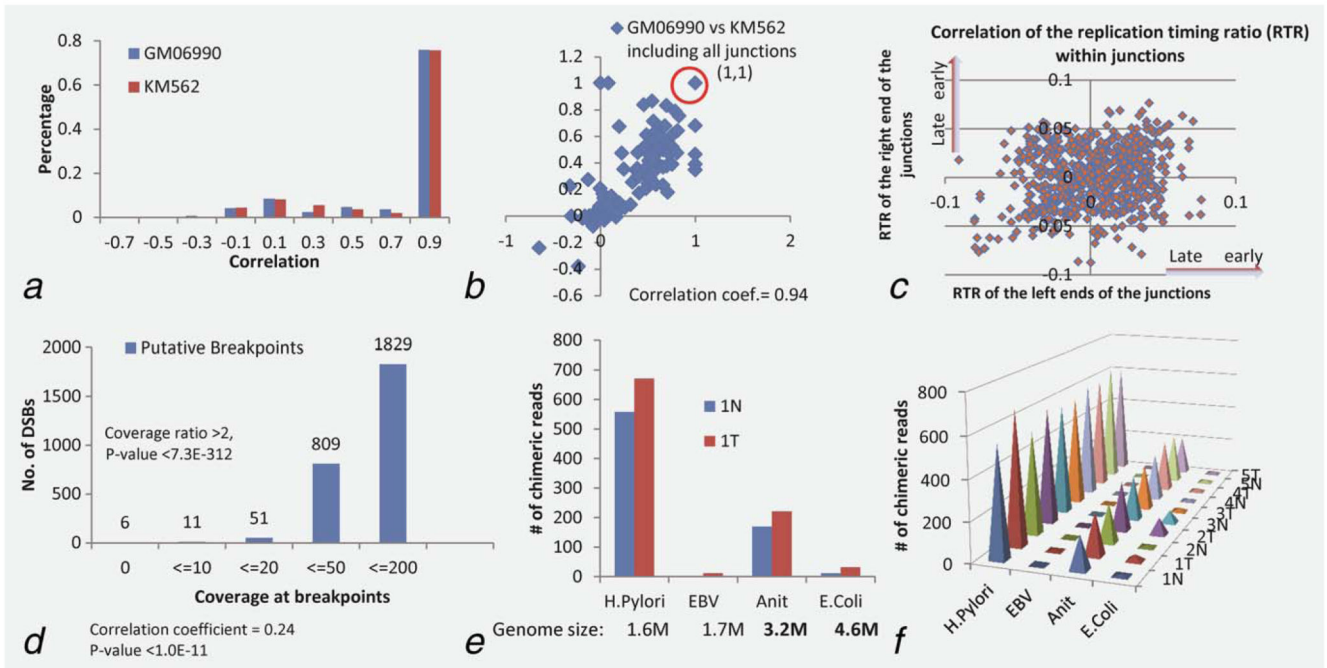 0.8
0.4
0.8
0.2
0
Percentage
GM06990
KM562
-0.7 -0.5 -0.3 -0.1 0.1 0.3 0.5 0.7 0.9
Correlation
a
GM06990 vs KM562
including all junctions
(1,1)
1.2
1
0.8
0.6
0.4
0.2
0
-0.2
-0.4
-0.6
-1 0 1 2
Correlation coef.= 0.94
b
Correlation of the replication timing ratio (RTR)
within junctions
RTR of the right end of the
junctions
Late early
0.1
0.05
0
-0.05
-0.1
-0.1 0 0.1
Late early
RTR of the left ends of the junctions
c
2000
1500
1000
500
0
No. of DSBs
Putative Breakpoints
Coverage ratio >2,
P-value <7.3E-312
6 11 51 809 1829
0 <=10 <=20 <=50 <=200
Coverage at breakpoints
Correlation coefficient = 0.24
P-value <1.0E-11
d
800
700
600
500
400
300
200
100
0
# of chimeric reads
1N
1T
H.Pylori EBV Anit E.Coli
Genome size: 1.6M 1.7M 3.2M 4.6M
e
800
600
400
200
0
# of chimeric reads
H.Pylori
EBV
Anit
E.Coli
1N
1T
2N
2T
3N
3T
4N
4T
5N
5T
f